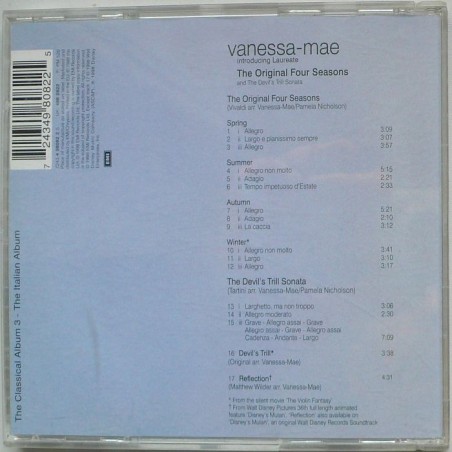 vanessa-mae
introducing Laureate
The Original Four Seasons
and The Devil's Trill Sonata
The Original Four Seasons
(Vivaldi arr. Vanessa-Mae/Pamela Nicholson)
Spring
1 i Allegro 3:09
2 ii Largo e pianissimo sempre 3:07
3 iii Allegro 3:57
Summer
4 i Allegro non molto 5:15
5 ii Adagio 2:21
6 iii Tempo impetuoso d'Estate 2:33
Autumn
7 i Allegro 5:21
8 ii Adagio 2:10
9 iii La caccia 3:12
Winter*
10 i Allegro non molto 3:41
11 ii Largo 3:10
12 iii Allegro 3:17
The Devil's Trill Sonata
(Tartini arr. Vanessa-Mae/Pamela Nicholson)
13 i Larghetto, ma non troppo 3:06
14 ii Allegro moderato 2:30
15 iii Grave - Allegro assai - Grave
Allegro assai - Grave - Allegro assai
Cadenza - Andante - Largo 7:09
16 Devil's Trill* 3:38
(Original arr. Vanessa-Mae)
17 Reflection† 4:31
(Matthew Wilder arr. Vanessa-Mae)
* From the silent movie 'The Violin Fantasy'
† From Walt Disney Pictures 36th full length animated
feature 'Disney's Mulan'. 'Reflection' also available on
'Disney's Mulan', an original Walt Disney Records Soundtrack
7 24349 80822 5
EMI
The Classical Album 3 - The Italian Album